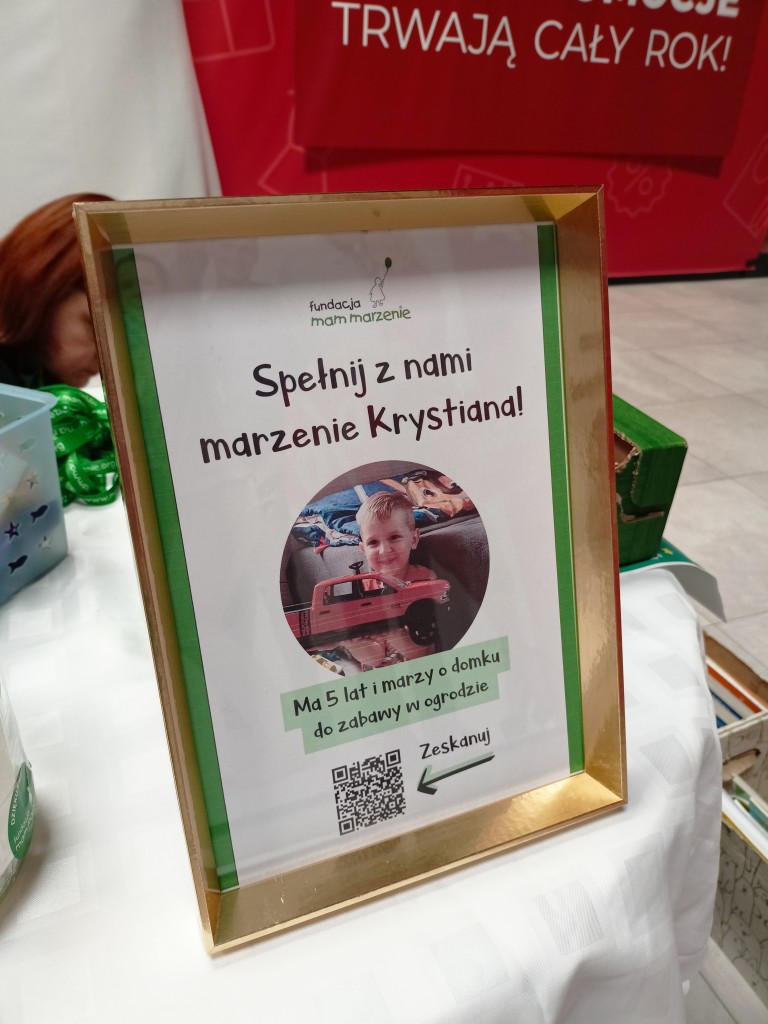 TRWAJĄ CAŁY ROK!
fundacja
mam marzenie
Spełnij z nami
marzenie Krystiana!
Ma 5 lat i marzy o domku
do zabawy w ogrodzie
Zeskanuj